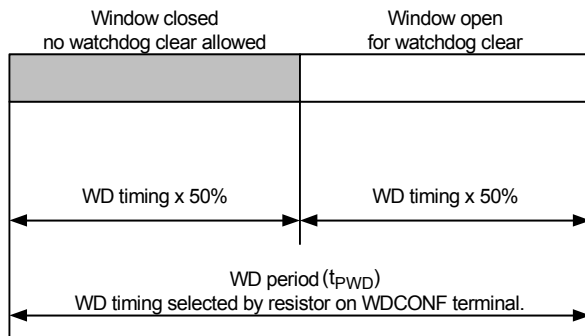 Window closed
no watchdog clear allowed
Window open
for watchdog clear
WD timing x 50%
WD timing x 50%
WD period (tPWD)
WD timing selected by resistor on WDCONF terminal.